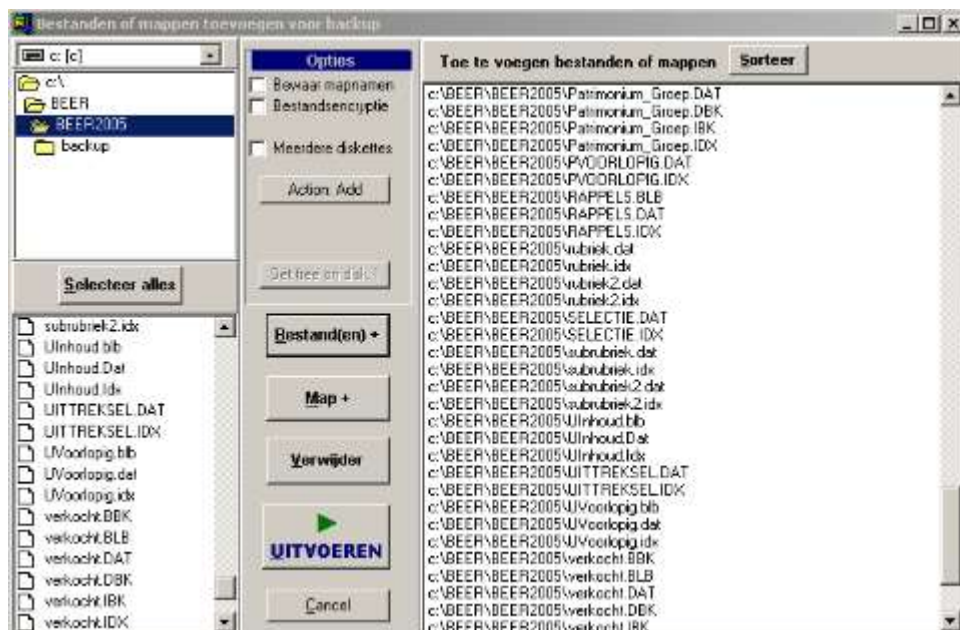 Bestanden of mappen toevoegen voor backup
c: [c]
c:\
BEER
BEER2005
backup
Selecteer alles
subrubriek2.idx
UInhoud.blb
UInhoud.Dat
UInhoud.Idx
UITTREKSEL.DAT
UITTREKSEL.IDX
UVoorlopig.blb
UVoorlopig.dat
UVoorlopig.idx
verkocht.BBK
verkocht.BLB
verkocht.DAT
verkocht.DBK
verkocht.IBK
verkocht.IDX
Opties
Bewaar mapnamen
Bestandsencryptie
Meerdere diskettes
Action: Add
Get free on disk?
Bestand(en) +
Map +
Verwijder
UITVOEREN
Cancel
Toe te voegen bestanden of mappen
Sorteer
c:\BEER\BEER2005\Patrimonium_Groep.DAT
c:\BEER\BEER2005\Patrimonium_Groep.DBK
c:\BEER\BEER2005\Patrimonium_Groep.IBK
c:\BEER\BEER2005\Patrimonium_Groep.IDX
c:\BEER\BEER2005\PVOORLOPIG.DAT
c:\BEER\BEER2005\PVOORLOPIG.IDX
c:\BEER\BEER2005\RAPPELS.BLB
c:\BEER\BEER2005\RAPPELS.DAT
c:\BEER\BEER2005\RAPPELS.IDX
c:\BEER\BEER2005\rubriek.dat
c:\BEER\BEER2005\rubriek.idx
c:\BEER\BEER2005\rubriek2.dat
c:\BEER\BEER2005\rubriek2.idx
c:\BEER\BEER2005\SELECTIE.DAT
c:\BEER\BEER2005\SELECTIE.IDX
c:\BEER\BEER2005\subrubriek.dat
c:\BEER\BEER2005\subrubriek.idx
c:\BEER\BEER2005\subrubriek2.dat
c:\BEER\BEER2005\subrubriek2.idx
c:\BEER\BEER2005\UInhoud.blb
c:\BEER\BEER2005\UInhoud.Dat
c:\BEER\BEER2005\UInhoud.Idx
c:\BEER\BEER2005\UITTREKSEL.DAT
c:\BEER\BEER2005\UITTREKSEL.IDX
c:\BEER\BEER2005\UVoorlopig.blb
c:\BEER\BEER2005\UVoorlopig.dat
c:\BEER\BEER2005\UVoorlopig.idx
c:\BEER\BEER2005\verkocht.BBK
c:\BEER\BEER2005\verkocht.BLB
c:\BEER\BEER2005\verkocht.DAT
c:\BEER\BEER2005\verkocht.DBK
c:\BEER\BEER2005\verkocht.IBK